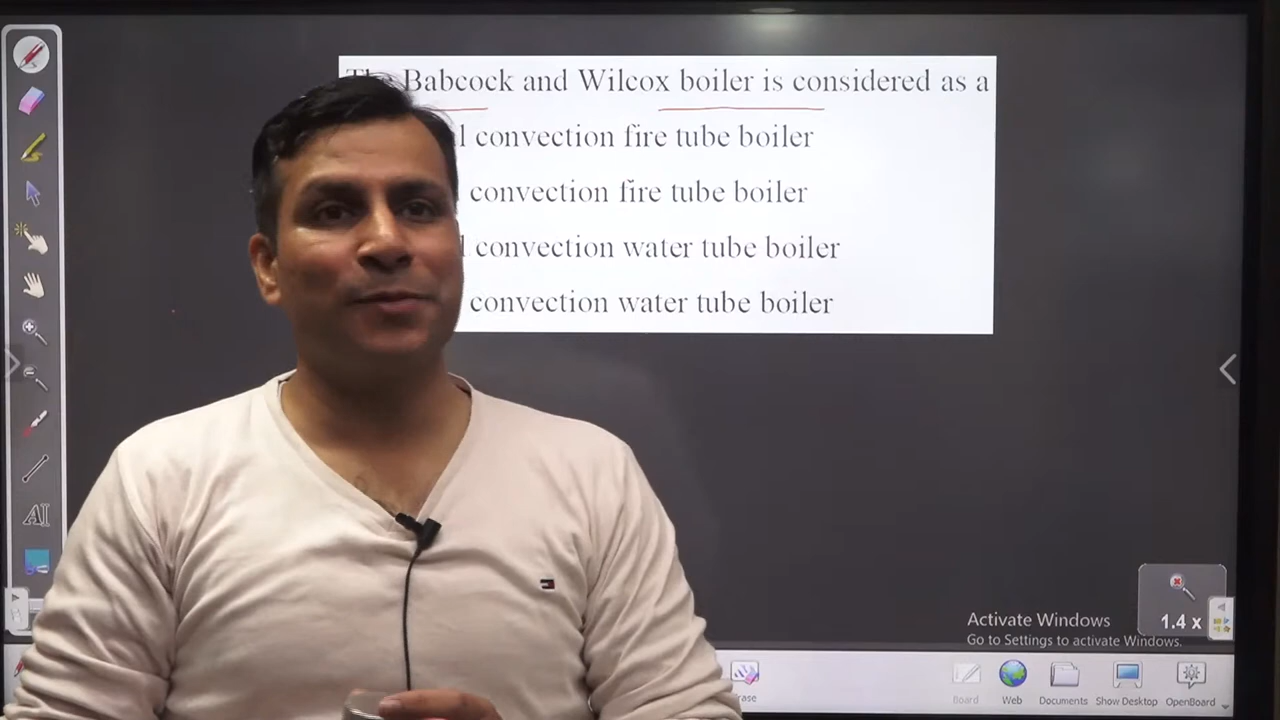 The Babcock and Wilcox boiler is considered as a
convection fire tube boiler
convection fire tube boiler
convection water tube boiler
convection water tube boiler
AI
Activate Windows
Go to Settings to activate Windows.
1.4 x
Board
Web
Documents
Show Desktop
OpenBoard